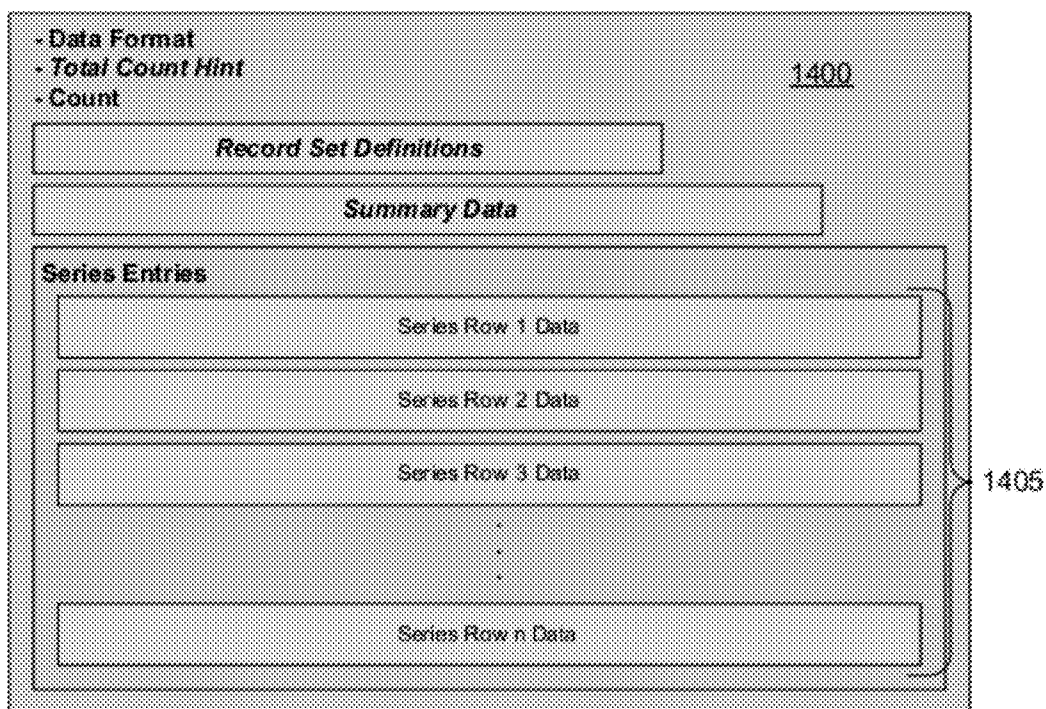 - Data Format
- Total Count Hint
- Count
1400
Record Set Definitions
Summary Data
Series Entries
Series Row 1 Data
Series Row 2 Data
Series Row 3 Data
.
.
.
Series Row n Data
1405